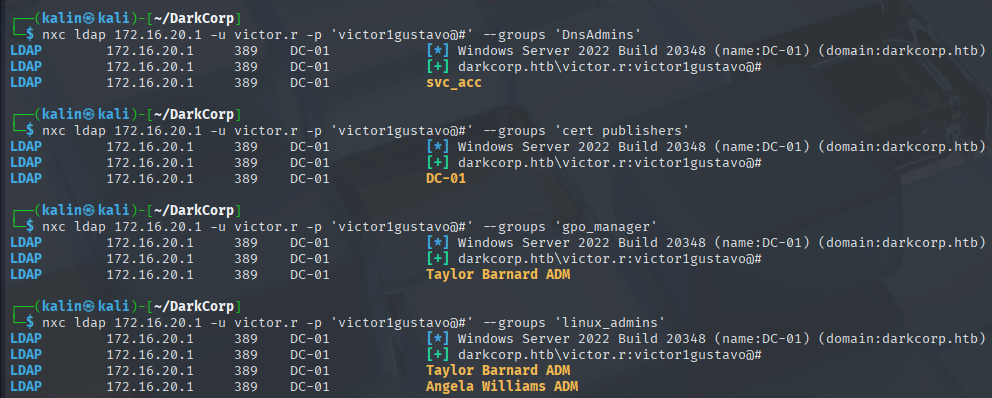 ┌──(kalin㉿kali)-[~/DarkCorp]
└─$ nxc ldap 172.16.20.1 -u victor.r -p 'victor1gustavo@#' --groups 'DnsAdmins'
LDAP 172.16.20.1 389 DC-01 [*] Windows Server 2022 Build 20348 (name:DC-01) (domain:darkcorp.htb)
LDAP 172.16.20.1 389 DC-01 [+] darkcorp.htb\victor.r:victor1gustavo@#
LDAP 172.16.20.1 389 DC-01 svc_acc
┌──(kalin㉿kali)-[~/DarkCorp]
└─$ nxc ldap 172.16.20.1 -u victor.r -p 'victor1gustavo@#' --groups 'cert publishers'
LDAP 172.16.20.1 389 DC-01 [*] Windows Server 2022 Build 20348 (name:DC-01) (domain:darkcorp.htb)
LDAP 172.16.20.1 389 DC-01 [+] darkcorp.htb\victor.r:victor1gustavo@#
LDAP 172.16.20.1 389 DC-01 DC-01
┌──(kalin㉿kali)-[~/DarkCorp]
└─$ nxc ldap 172.16.20.1 -u victor.r -p 'victor1gustavo@#' --groups 'gpo_manager'
LDAP 172.16.20.1 389 DC-01 [*] Windows Server 2022 Build 20348 (name:DC-01) (domain:darkcorp.htb)
LDAP 172.16.20.1 389 DC-01 [+] darkcorp.htb\victor.r:victor1gustavo@#
LDAP 172.16.20.1 389 DC-01 Taylor Barnard ADM
┌──(kalin㉿kali)-[~/DarkCorp]
└─$ nxc ldap 172.16.20.1 -u victor.r -p 'victor1gustavo@#' --groups 'linux_admins'
LDAP 172.16.20.1 389 DC-01 [*] Windows Server 2022 Build 20348 (name:DC-01) (domain:darkcorp.htb)
LDAP 172.16.20.1 389 DC-01 [+] darkcorp.htb\victor.r:victor1gustavo@#
LDAP 172.16.20.1 389 DC-01 Taylor Barnard ADM
LDAP 172.16.20.1 389 DC-01 Angela Williams ADM